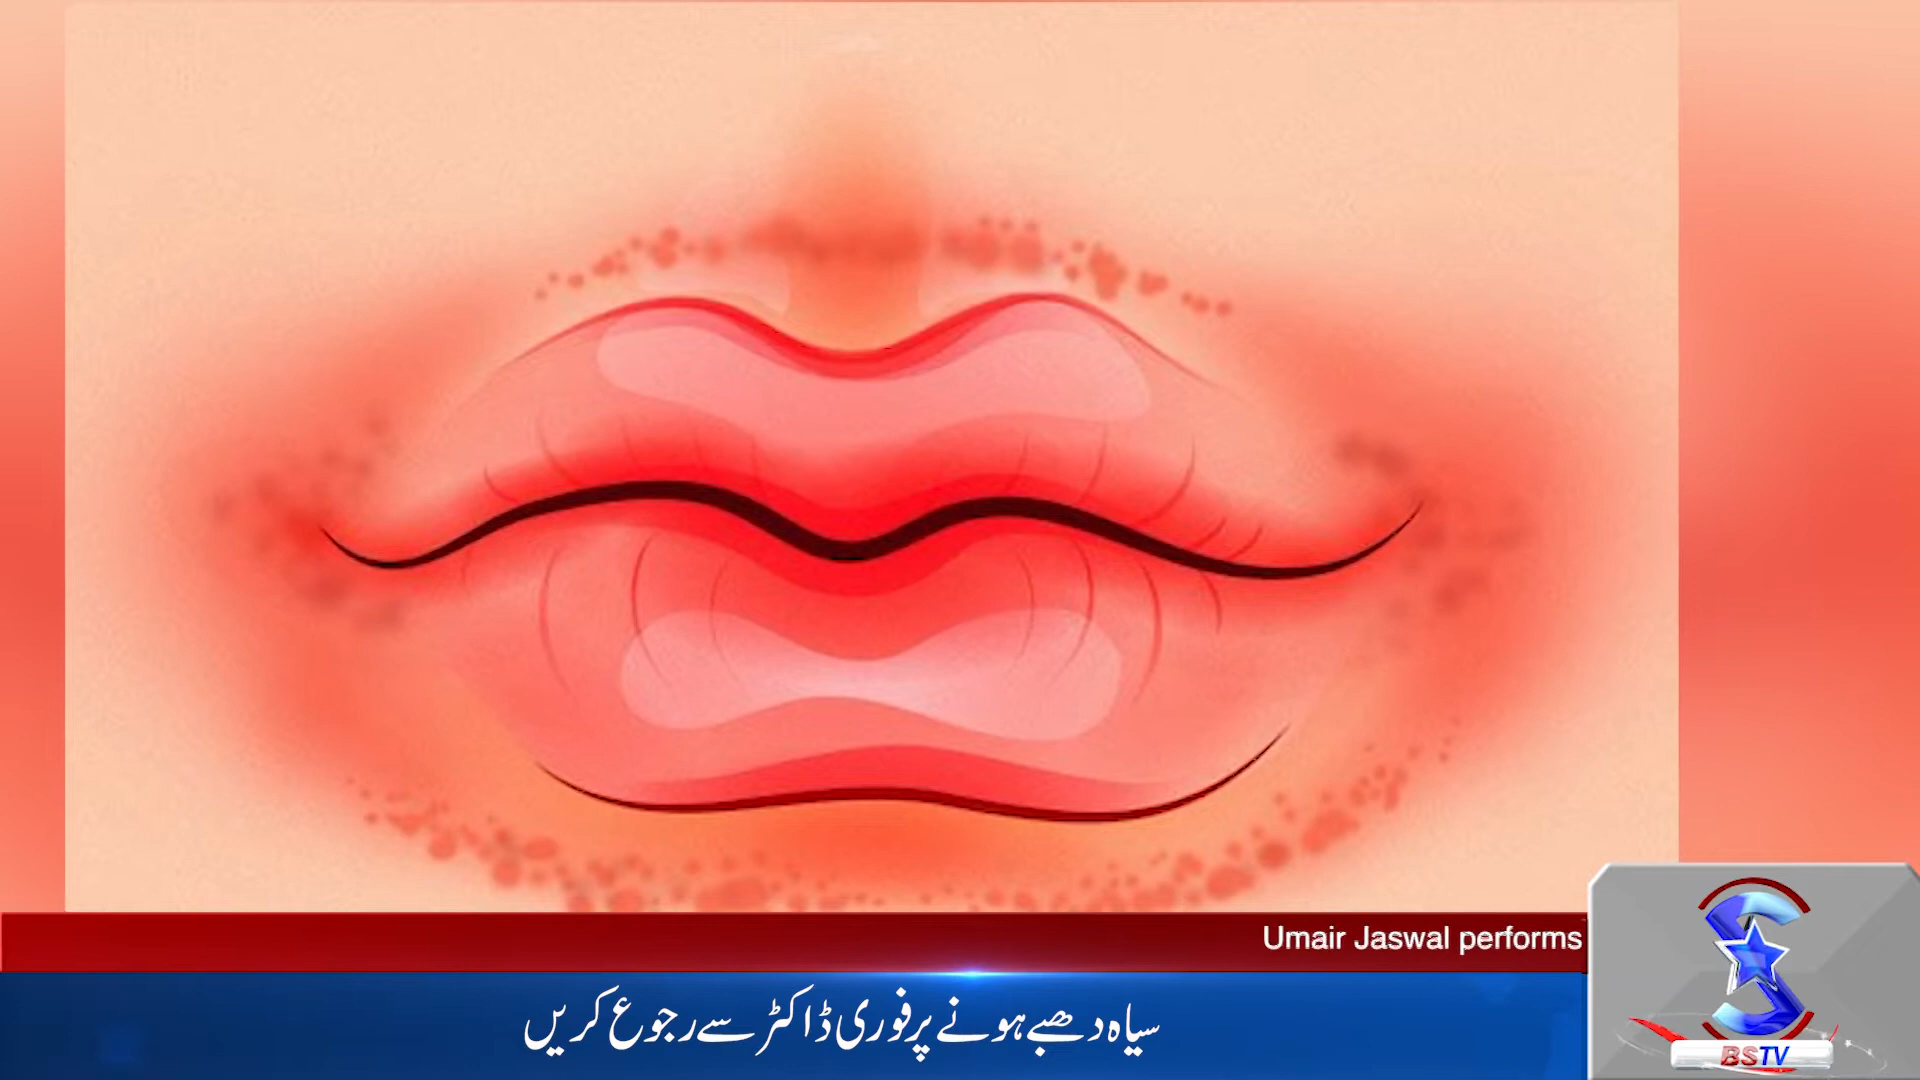 Umair Jaswal performs
سیاہ دھبے ہونے پر فوری ڈاکٹر سے رجوع کریں
BSTV